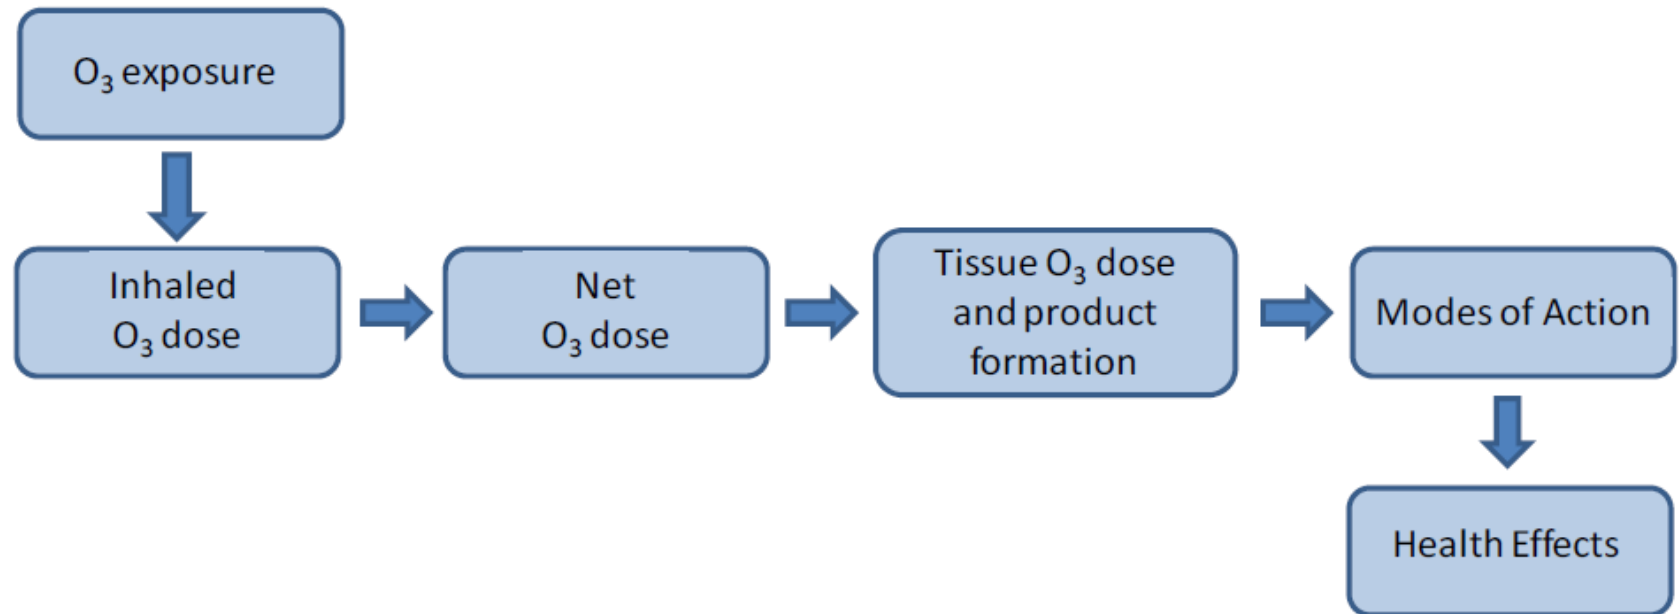 O₃ exposure
Inhaled
O₃ dose
Net
O₃ dose
Tissue O₃ dose
and product
formation
Modes of Action
Health Effects